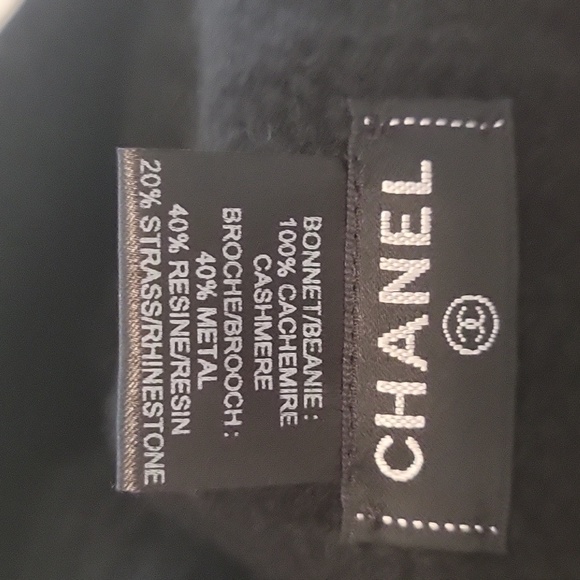 CHANEL
BONNET/BEANIE :
100% CACHEMIRE
CASHMERE
BROCHE/BROOCH :
40% METAL
40% RESINE/RESIN
20% STRASS/RHINESTONE